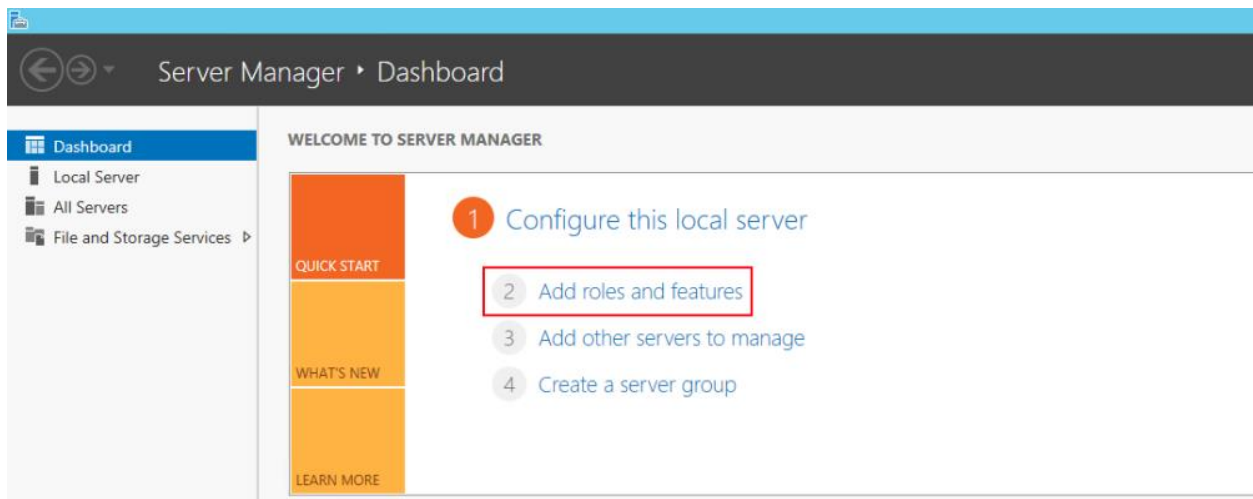 Server Manager ‣ Dashboard
Dashboard
Local Server
All Servers
File and Storage Services
WELCOME TO SERVER MANAGER
QUICK START
WHAT'S NEW
LEARN MORE
1 Configure this local server
2 Add roles and features
3 Add other servers to manage
4 Create a server group